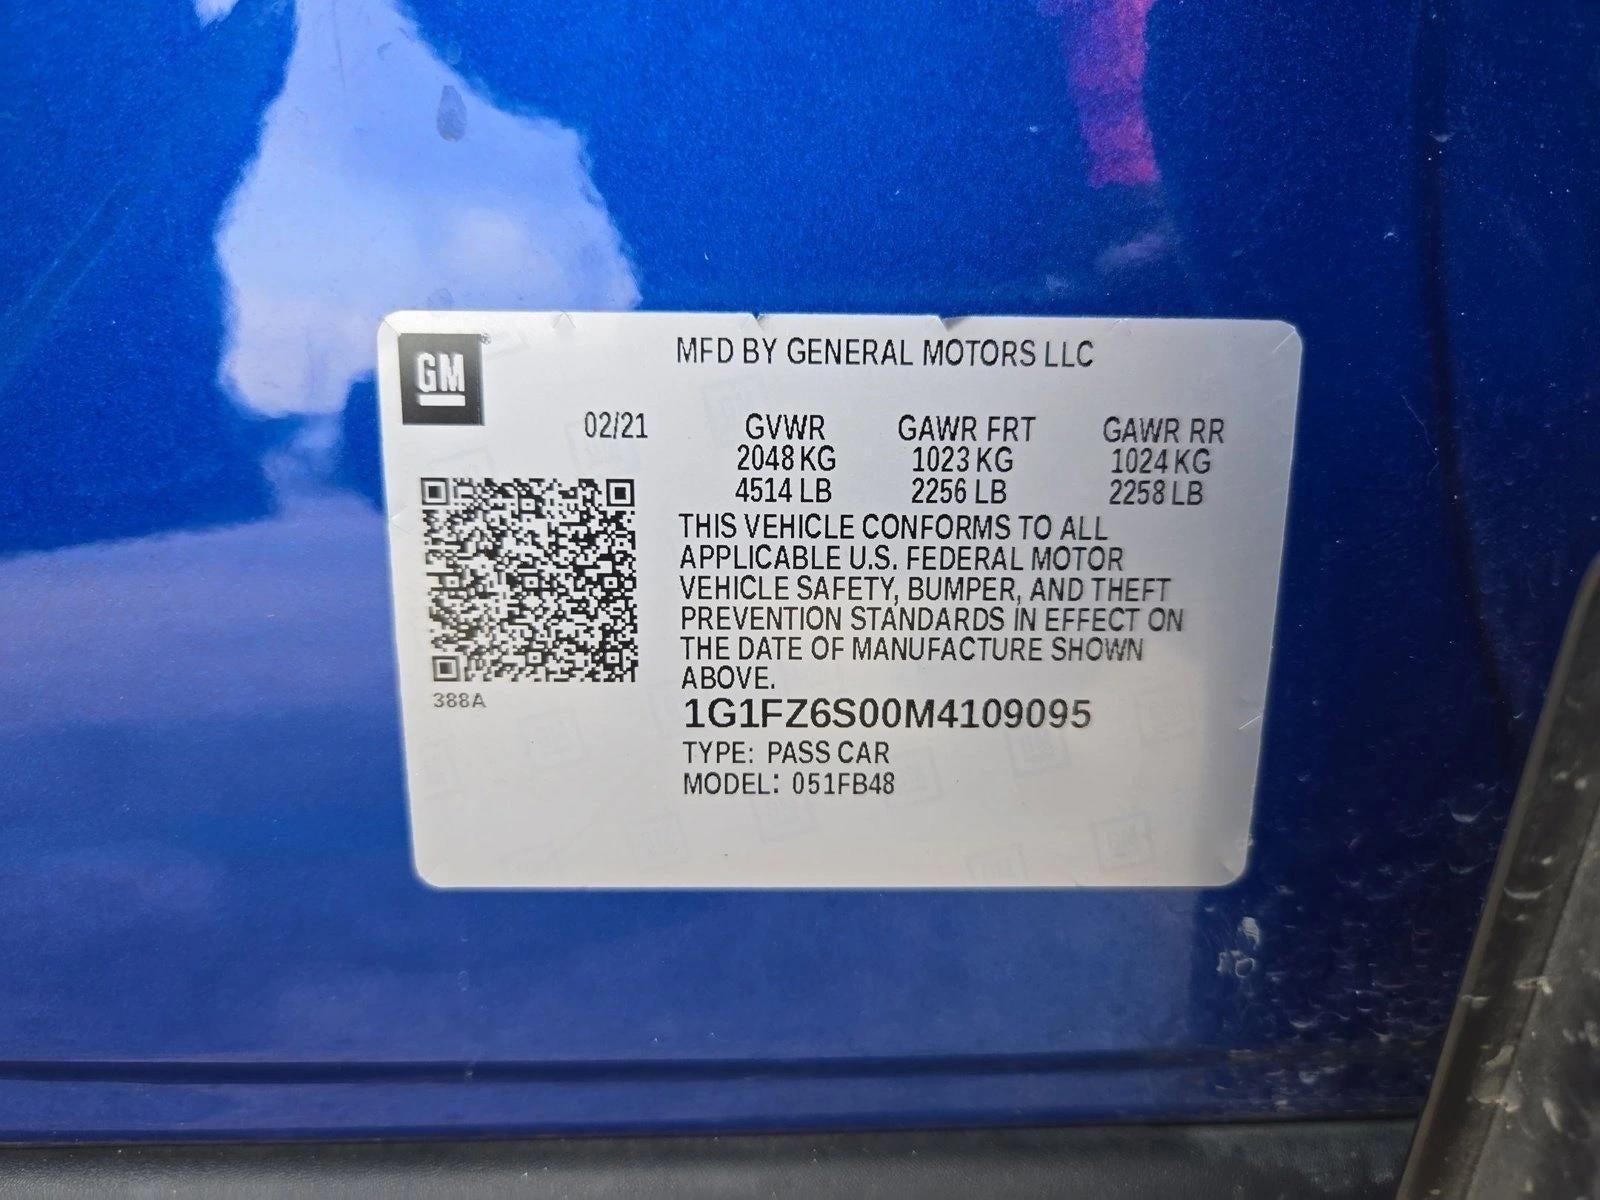 GM
MFD BY GENERAL MOTORS LLC
02/21 GVWR GAWR FRT GAWR RR
2048 KG 1023 KG 1024 KG
4514 LB 2256 LB 2258 LB
THIS VEHICLE CONFORMS TO ALL
APPLICABLE U.S. FEDERAL MOTOR
VEHICLE SAFETY, BUMPER, AND THEFT
PREVENTION STANDARDS IN EFFECT ON
THE DATE OF MANUFACTURE SHOWN
ABOVE.
388A
1G1FZ6S00M4109095
TYPE: PASS CAR
MODEL: 051FB48